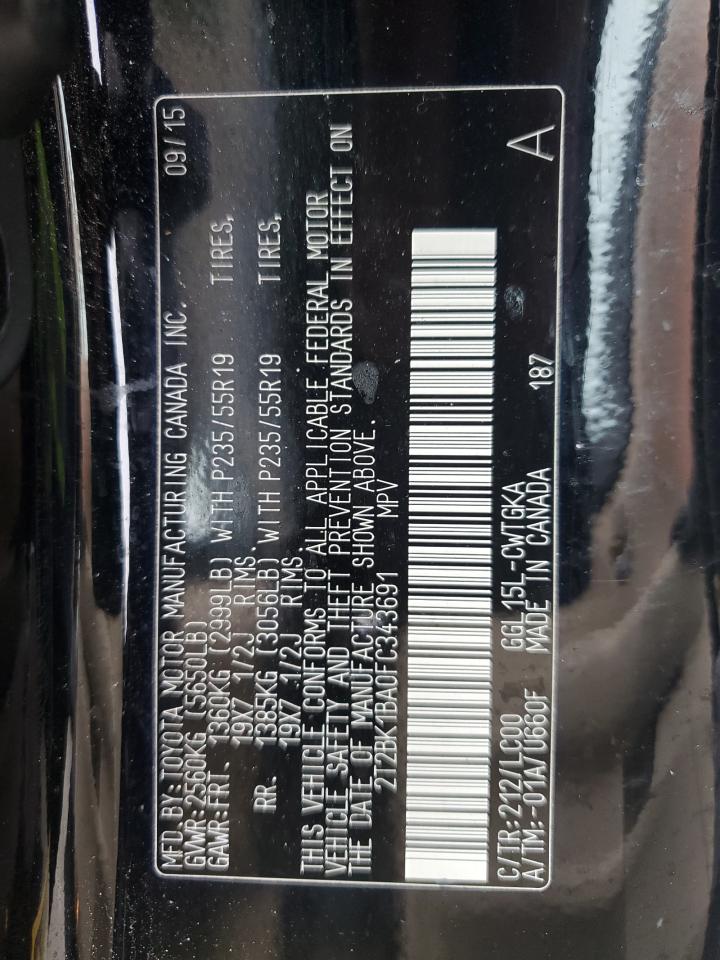 MFD. BY: TOYOTA MOTOR MANUFACTURING CANADA INC. 09/15
GVWR: 2560KG (5650LB)
GAWR: FRT. 1360KG (2999LB) WITH P235/55R19 TIRES,
19X7 1/2J RIMS.
RR. 1385KG (3056LB) WITH P235/55R19 TIRES,
19X7 1/2J RIMS.
THIS VEHICLE CONFORMS TO ALL APPLICABLE FEDERAL MOTOR
VEHICLE SAFETY AND THEFT PREVENTION STANDARDS IN EFFECT ON
THE DATE OF MANUFACTURE SHOWN ABOVE.
2T2BK1BA0FC343691 MPV
C/TR: 212/LC00 GGL15L-CWTGKA 187 A
A/TM: -01A/U660F MADE IN CANADA